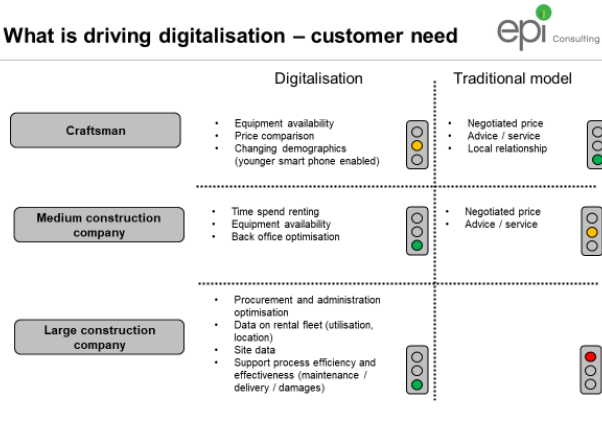 What is driving digitalisation – customer need
epi Consulting
Digitalisation
Traditional model
Craftsman
• Equipment availability
• Price comparison
• Changing demographics
(younger smart phone enabled)
• Negotiated price
• Advice / service
• Local relationship
Medium construction
company
• Time spend renting
• Equipment availability
• Back office optimisation
• Negotiated price
• Advice / service
Large construction
company
• Procurement and administration
optimisation
• Data on rental fleet (utilisation,
location)
• Site data
• Support process efficiency and
effectiveness (maintenance /
delivery / damages)